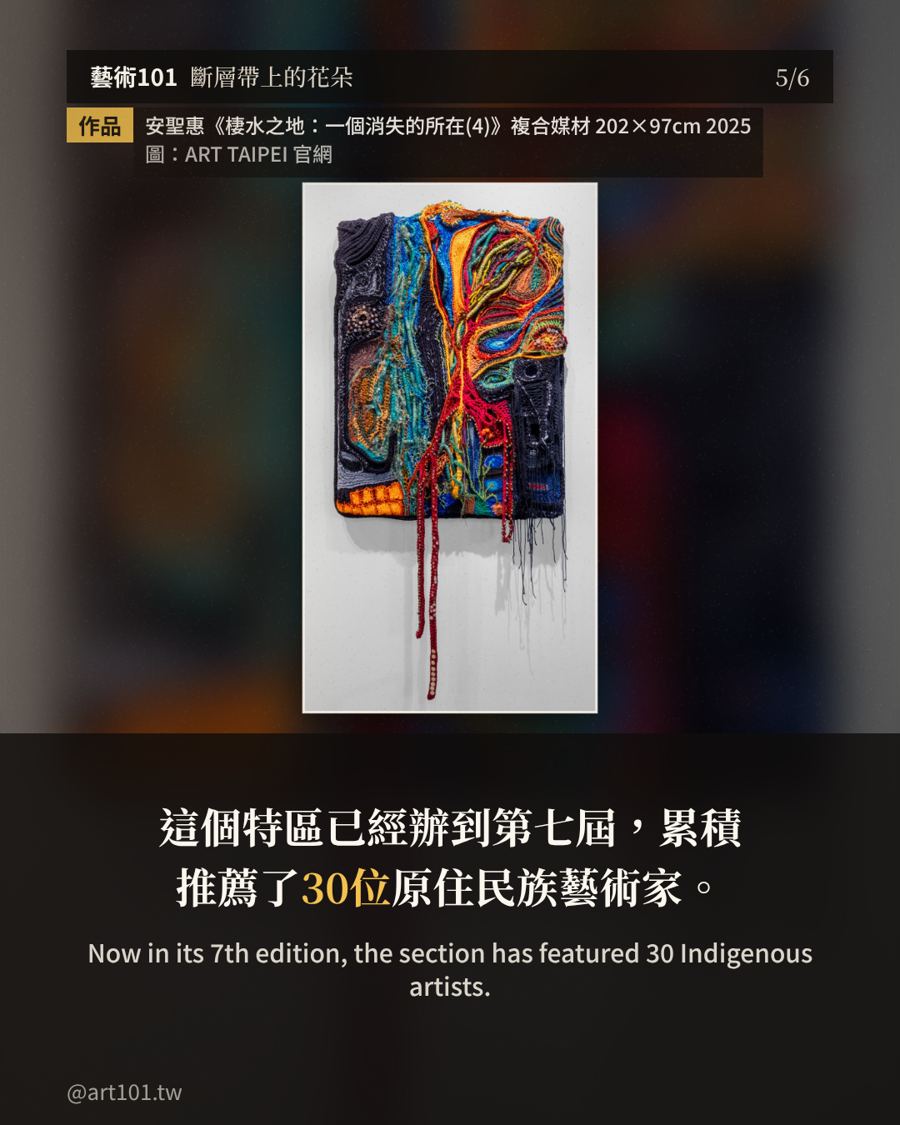 藝術101 斷層帶上的花朵 5/6
作品 安聖惠《棲水之地：一個消失的所在(4)》複合媒材 202×97cm 2025
圖：ART TAIPEI 官網
這個特區已經辦到第七屆，累積
推薦了30位原住民族藝術家。
Now in its 7th edition, the section has featured 30 Indigenous
artists.
@art101.tw